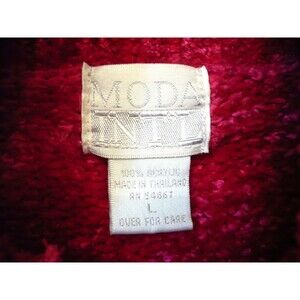 MODA
INT'L
100% ACRYLIC
MADE IN THAILAND
RN 54867
L
OVER FOR CARE